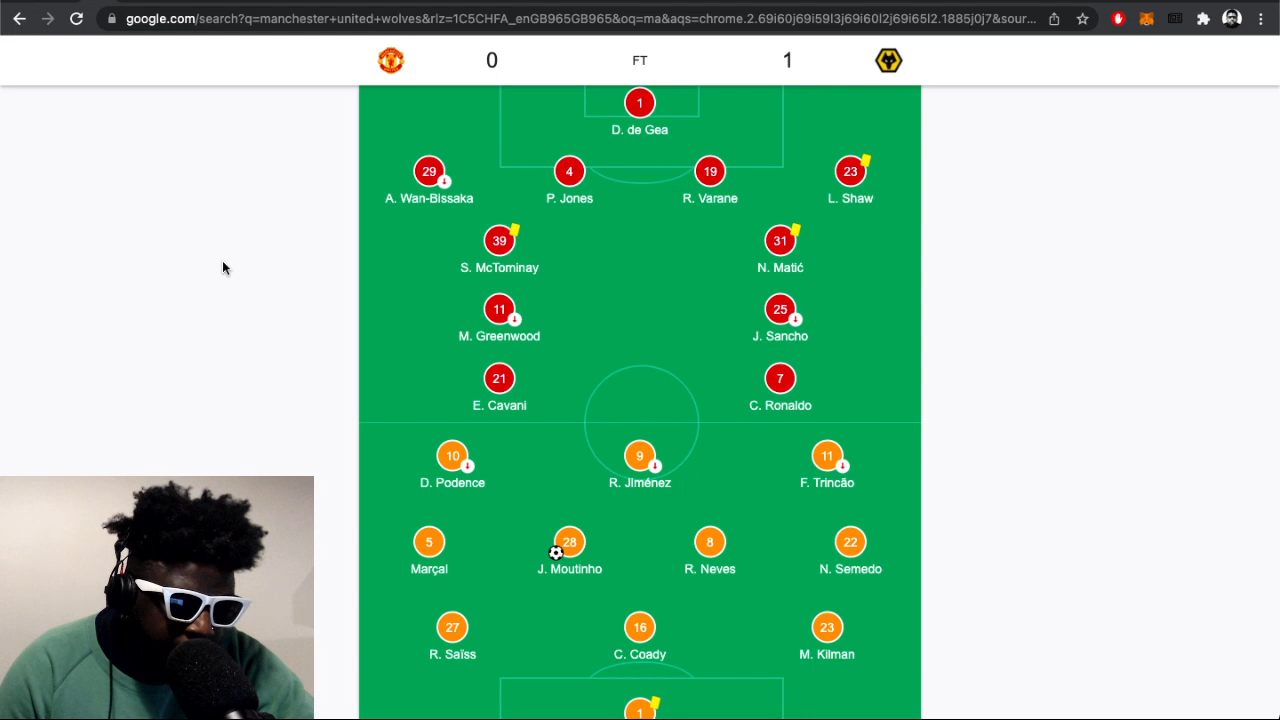 google.com/search?q=manchester+united+wolves&rlz=1C5CHFA_enGB965GB965&oq=ma&aqs=chrome.2.69i60j69i59l3j69i60l2j69i65l2.1885j0j7&sour...
0 FT 1
1
D. de Gea
29 4 19 23
A. Wan-Bissaka P. Jones R. Varane L. Shaw
39 31
S. McTominay N. Matić
11 25
M. Greenwood J. Sancho
21 7
E. Cavani C. Ronaldo
10 9 11
D. Podence R. Jiménez F. Trincão
5 28 8 22
Marçal J. Moutinho R. Neves N. Semedo
27 16 23
R. Saïss C. Coady M. Kilman
1